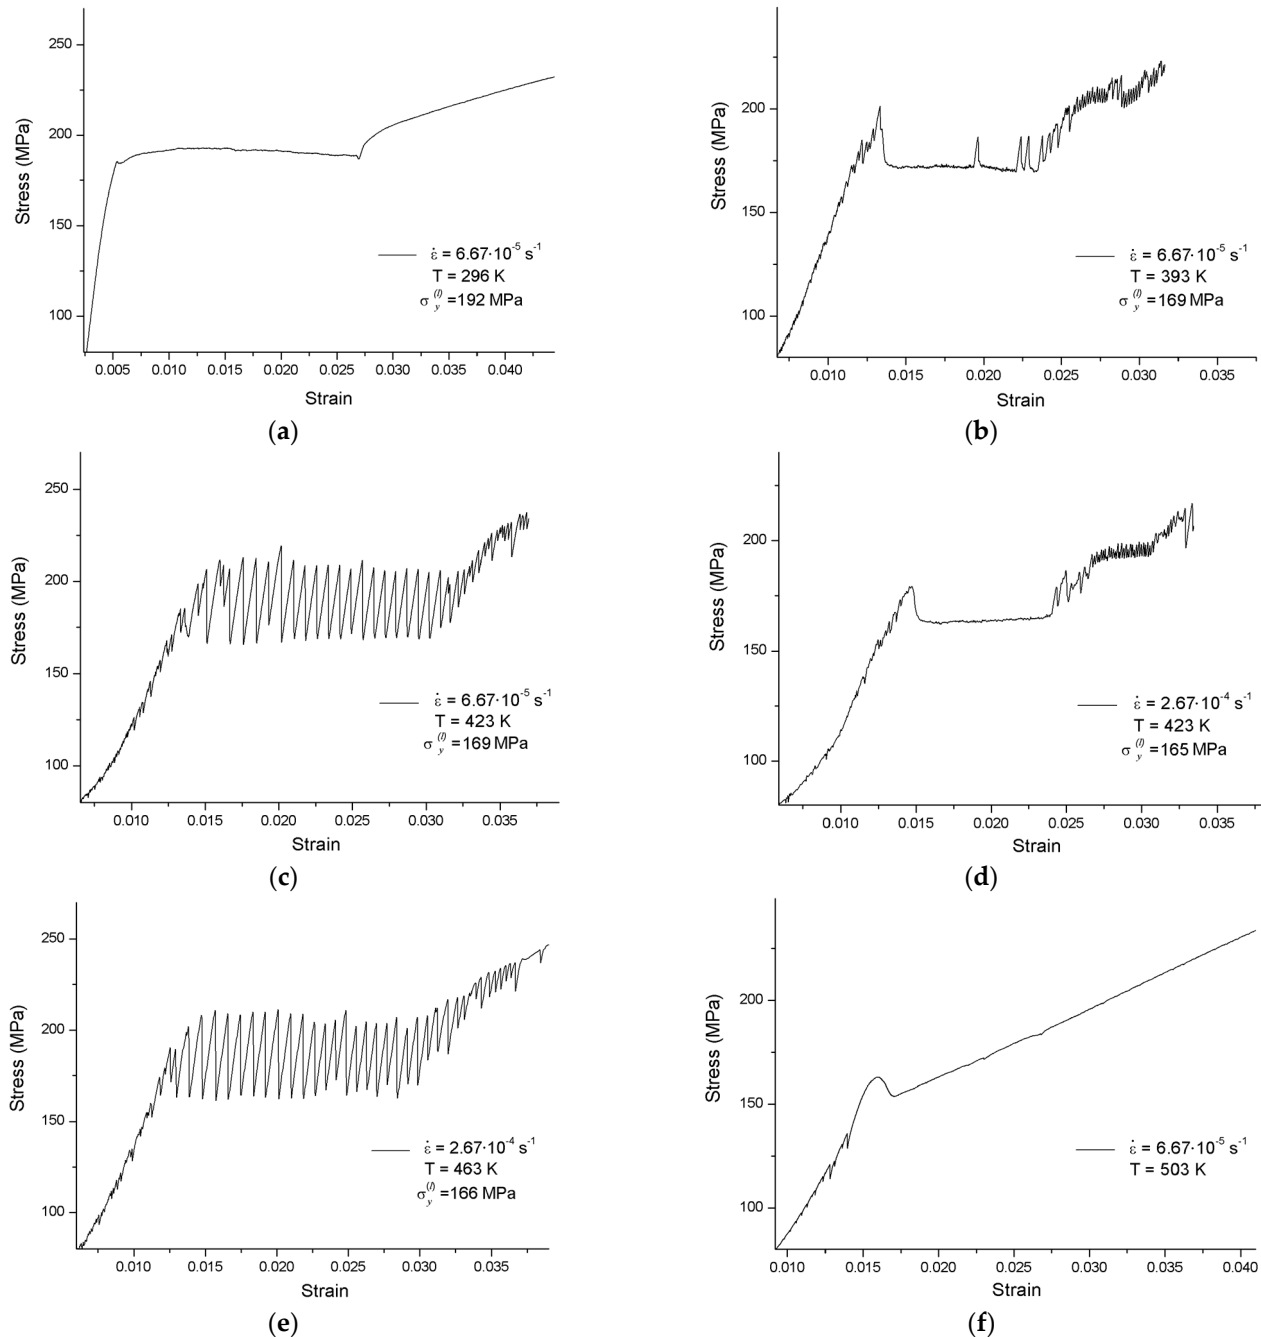 250
200
150
100
Stress (MPa)
ε̇ = 6.67·10⁻⁵ s⁻¹
T = 296 K
σ_y^(l) =192 MPa
0.005 0.010 0.015 0.020 0.025 0.030 0.035 0.040
Strain
(a)
200
150
100
Stress (MPa)
ε̇ = 6.67·10⁻⁵ s⁻¹
T = 393 K
σ_y^(l) =169 MPa
0.010 0.015 0.020 0.025 0.030 0.035
Strain
(b)
250
200
150
100
Stress (MPa)
ε̇ = 6.67·10⁻⁵ s⁻¹
T = 423 K
σ_y^(l) =169 MPa
0.010 0.015 0.020 0.025 0.030 0.035
Strain
(c)
200
150
100
Stress (MPa)
ε̇ = 2.67·10⁻⁴ s⁻¹
T = 423 K
σ_y^(l) =165 MPa
0.010 0.015 0.020 0.025 0.030 0.035
Strain
(d)
250
200
150
100
Stress (MPa)
ε̇ = 2.67·10⁻⁴ s⁻¹
T = 463 K
σ_y^(l) =166 MPa
0.010 0.015 0.020 0.025 0.030 0.035
Strain
(e)
200
150
100
Stress (MPa)
ε̇ = 6.67·10⁻⁵ s⁻¹
T = 503 K
0.010 0.015 0.020 0.025 0.030 0.035 0.040
Strain
(f)